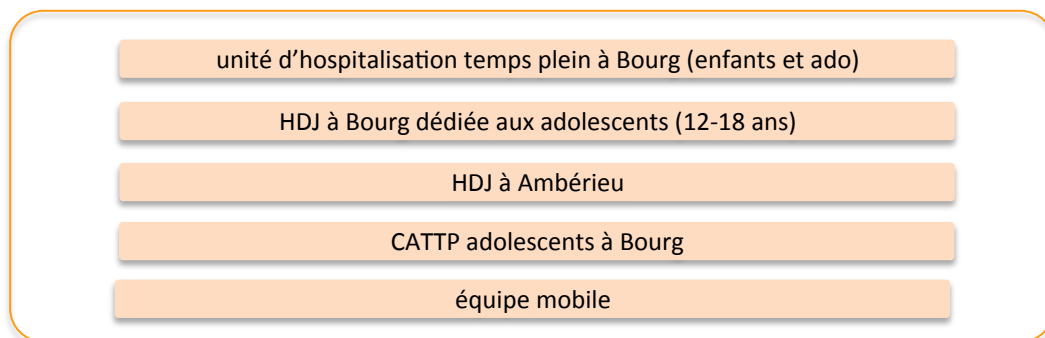 unité d’hospitalisation temps plein à Bourg (enfants et ado)
HDJ à Bourg dédiée aux adolescents (12-18 ans)
HDJ à Ambérieu
CATTP adolescents à Bourg
équipe mobile